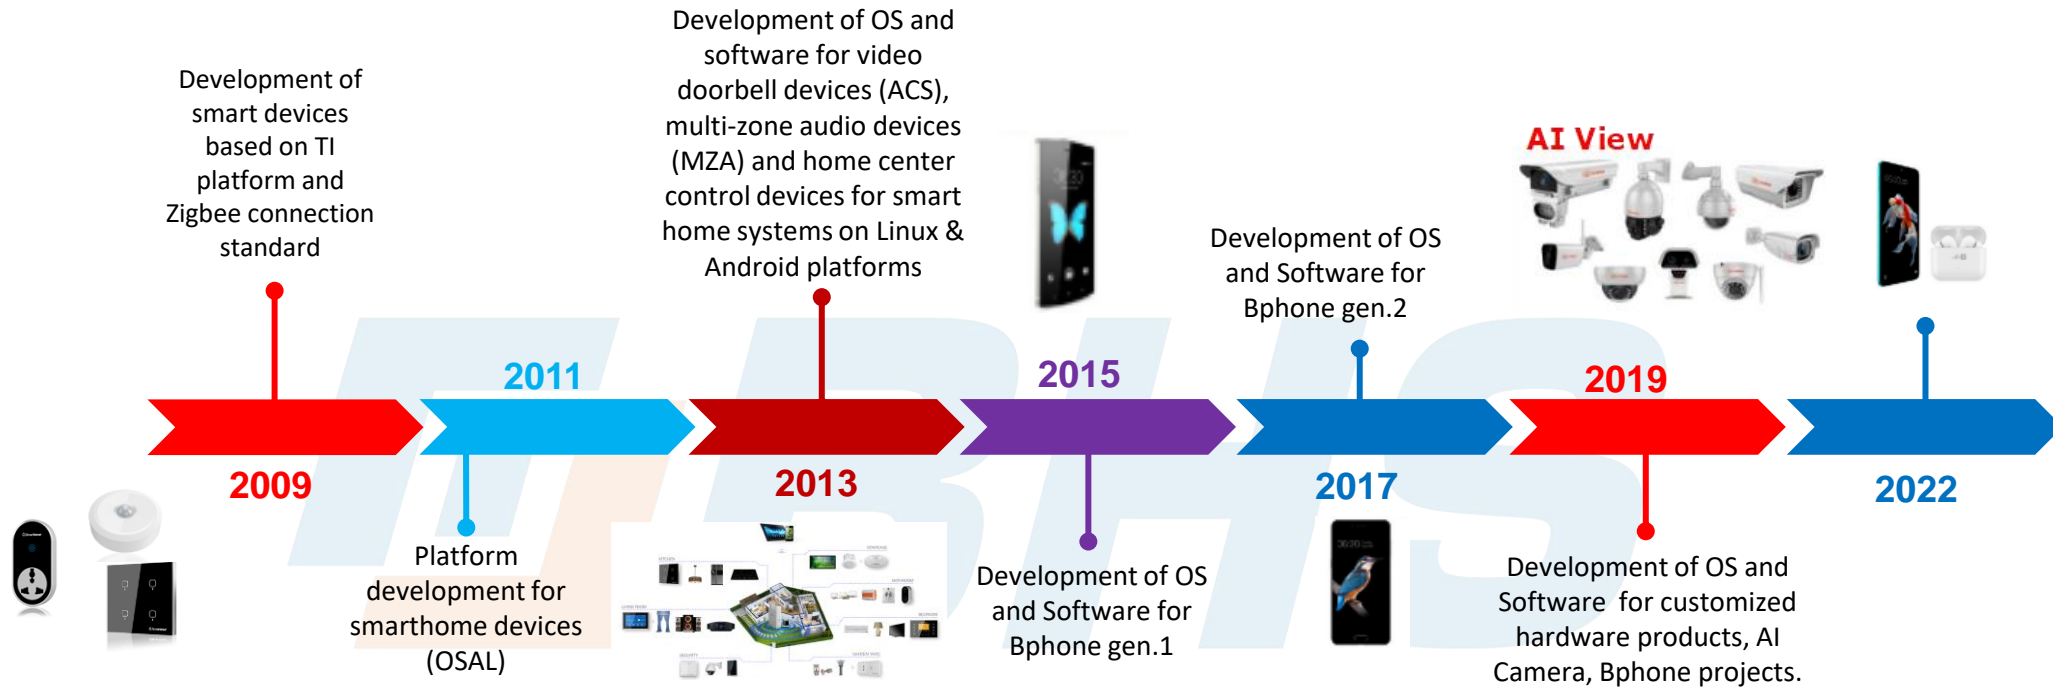 Development of
smart devices
based on TI
platform and
Zigbee connection
standard
2009
2011
Platform
development for
smarthome devices
(OSAL)
Development of OS and
software for video
doorbell devices (ACS),
multi-zone audio devices
(MZA) and home center
control devices for smart
home systems on Linux &
Android platforms
2013
2015
Development of OS
and Software for
Bphone gen.1
Development of OS
and Software for
Bphone gen.2
2017
AI View
2019
Development of OS and
Software for customized
hardware products, AI
Camera, Bphone projects.
2022
BHS